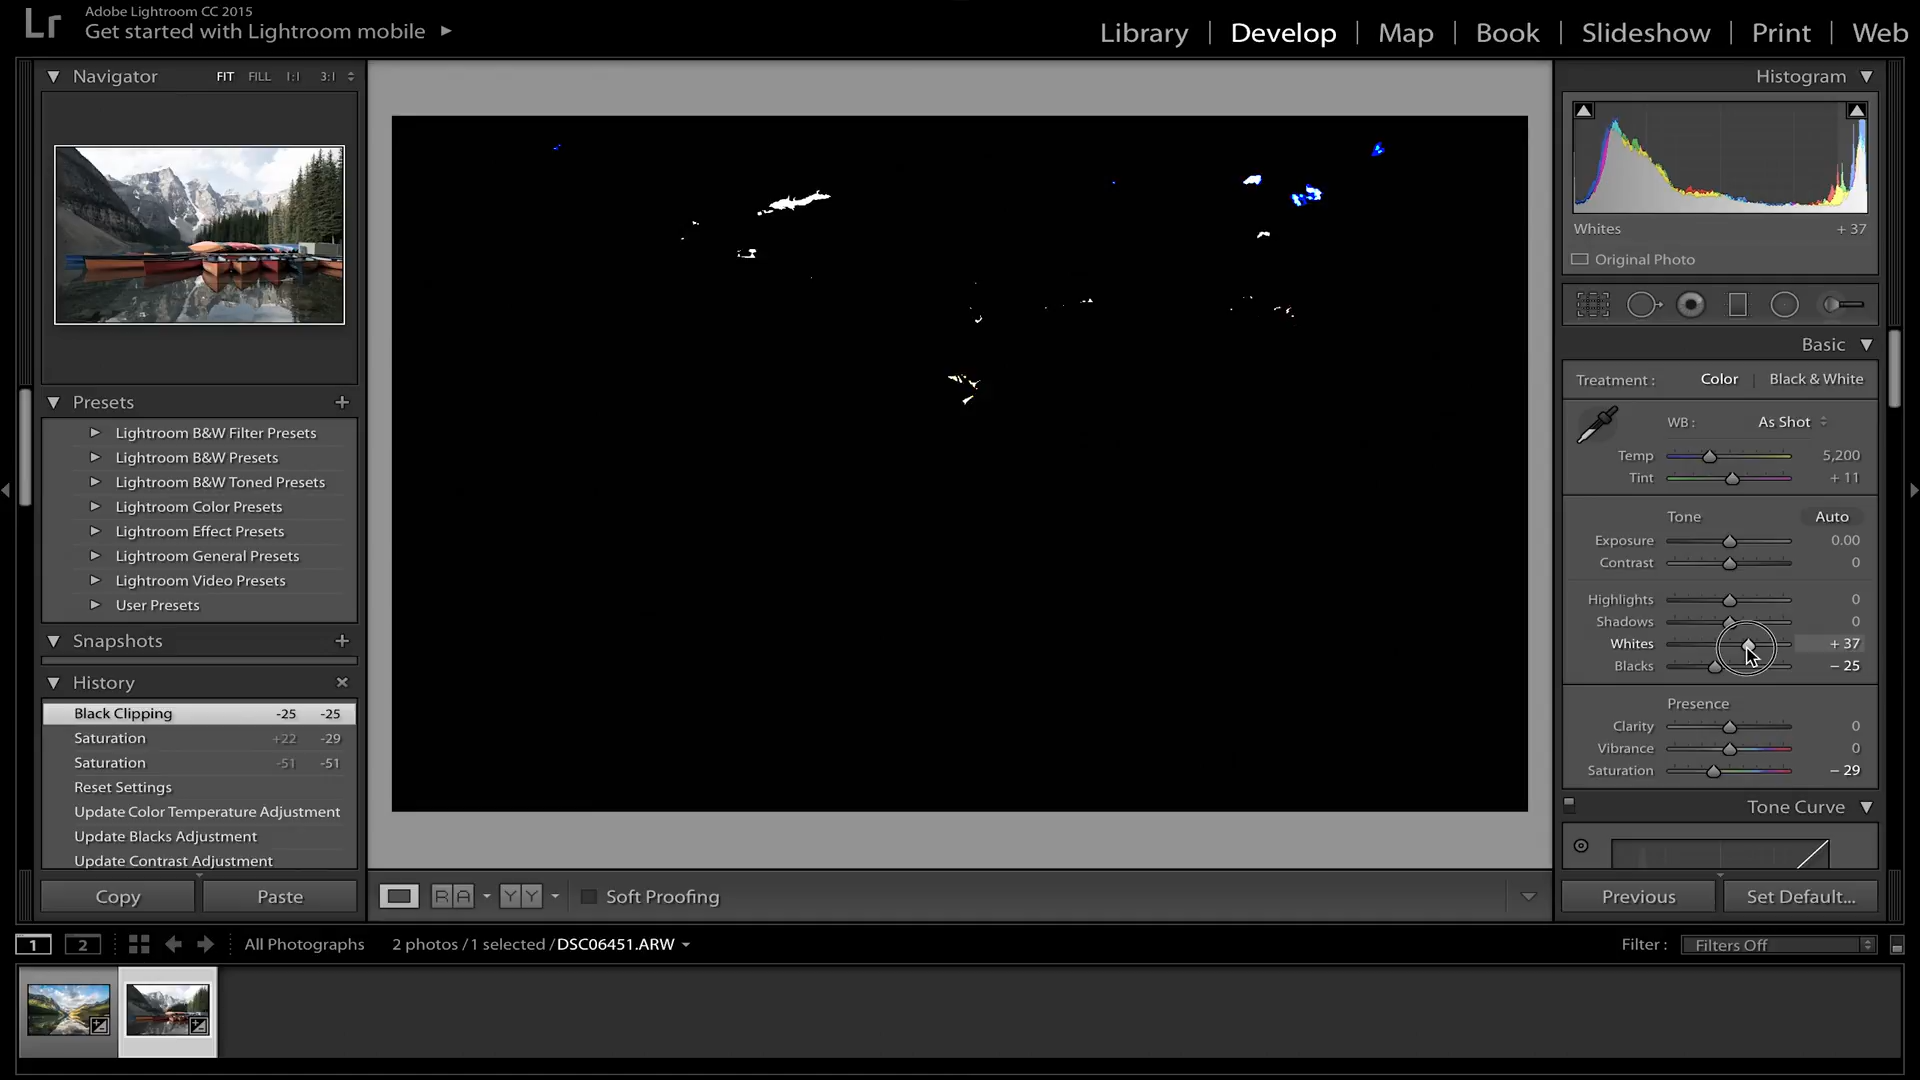 Lr
Adobe Lightroom CC 2015
Get started with Lightroom mobile
Library | Develop | Map | Book | Slideshow | Print | Web
Navigator FIT FILL 1:1 3:1
Presets +
Lightroom B&W Filter Presets
Lightroom B&W Presets
Lightroom B&W Toned Presets
Lightroom Color Presets
Lightroom Effect Presets
Lightroom General Presets
Lightroom Video Presets
User Presets
Snapshots +
History
Black Clipping -25 -25
Saturation +22 -29
Saturation -51 -51
Reset Settings
Update Color Temperature Adjustment
Update Blacks Adjustment
Update Contrast Adjustment
Copy Paste
R A Y Y Soft Proofing
Histogram
Whites + 37
Original Photo
Basic
Treatment : Color | Black & White
WB : As Shot
Temp 5,200
Tint + 11
Tone Auto
Exposure 0.00
Contrast 0
Highlights 0
Shadows 0
Whites + 37
Blacks – 25
Presence
Clarity 0
Vibrance 0
Saturation – 29
Tone Curve
Previous Set Default...
1 2 All Photographs 2 photos / 1 selected / DSC06451.ARW Filter : Filters Off